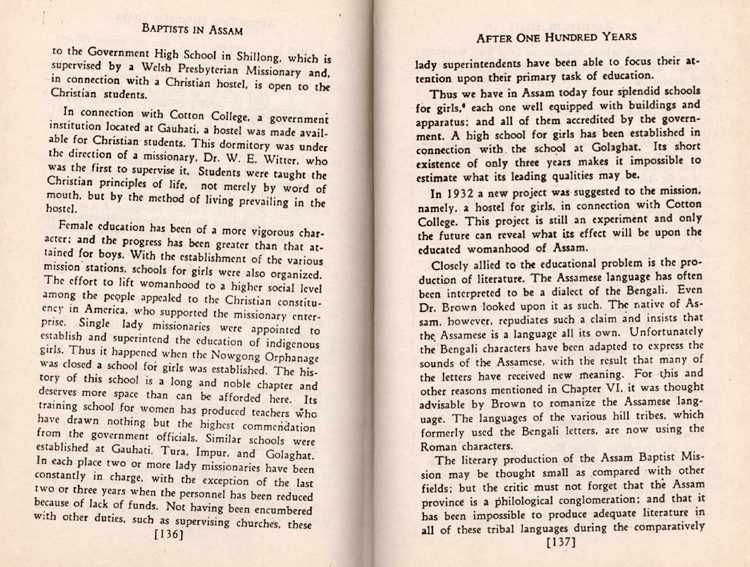 BAPTISTS IN ASSAM
to the Government High School in Shillong, which is
supervised by a Welsh Presbyterian Missionary and,
in connection with a Christian hostel, is open to the
Christian students.
In connection with Cotton College, a government
institution located at Gauhati, a hostel was made avail-
able for Christian students. This dormitory was under
the direction of a missionary, Dr. W. E. Witter, who
was the first to supervise it. Students were taught the
Christian principles of life, not merely by word of
mouth, but by the method of living prevailing in the
hostel.
Female education has been of a more vigorous char-
acter; and the progress has been greater than that at-
tained for boys. With the establishment of the various
mission stations, schools for girls were also organized.
The effort to lift womanhood to a higher social level
among the people appealed to the Christian constitu-
ency in America, who supported the missionary enter-
prise. Single lady missionaries were appointed to
establish and superintend the education of indigenous
girls. Thus it happened when the Nowgong Orphanage
was closed a school for girls was established. The his-
tory of this school is a long and noble chapter and
deserves more space than can be afforded here. Its
training school for women has produced teachers who
have drawn nothing but the highest commendation
from the government officials. Similar schools were
established at Gauhati, Tura, Impur, and Golaghat.
In each place two or more lady missionaries have been
constantly in charge, with the exception of the last
two or three years when the personnel has been reduced
because of lack of funds. Not having been encumbered
with other duties, such as supervising churches, these
[136]
AFTER ONE HUNDRED YEARS
lady superintendents have been able to focus their at-
tention upon their primary task of education.
Thus we have in Assam today four splendid schools
for girls, each one well equipped with buildings and
apparatus; and all of them accredited by the govern-
ment. A high school for girls has been established in
connection with the school at Golaghat. Its short
existence of only three years makes it impossible to
estimate what its leading qualities may be.
In 1932 a new project was suggested to the mission,
namely, a hostel for girls, in connection with Cotton
College. This project is still an experiment and only
the future can reveal what its effect will be upon the
educated womanhood of Assam.
Closely allied to the educational problem is the pro-
duction of literature. The Assamese language has often
been interpreted to be a dialect of the Bengali. Even
Dr. Brown looked upon it as such. The native of As-
sam, however, repudiates such a claim and insists that
the Assamese is a language all its own. Unfortunately
the Bengali characters have been adapted to express the
sounds of the Assamese, with the result that many of
the letters have received new meaning. For this and
other reasons mentioned in Chapter VI, it was thought
advisable by Brown to romanize the Assamese lang-
uage. The languages of the various hill tribes, which
formerly used the Bengali letters, are now using the
Roman characters.
The literary production of the Assam Baptist Mis-
sion may be thought small as compared with other
fields; but the critic must not forget that the Assam
province is a philological conglomeration; and that it
has been impossible to produce adequate literature in
all of these tribal languages during the comparatively
[137]